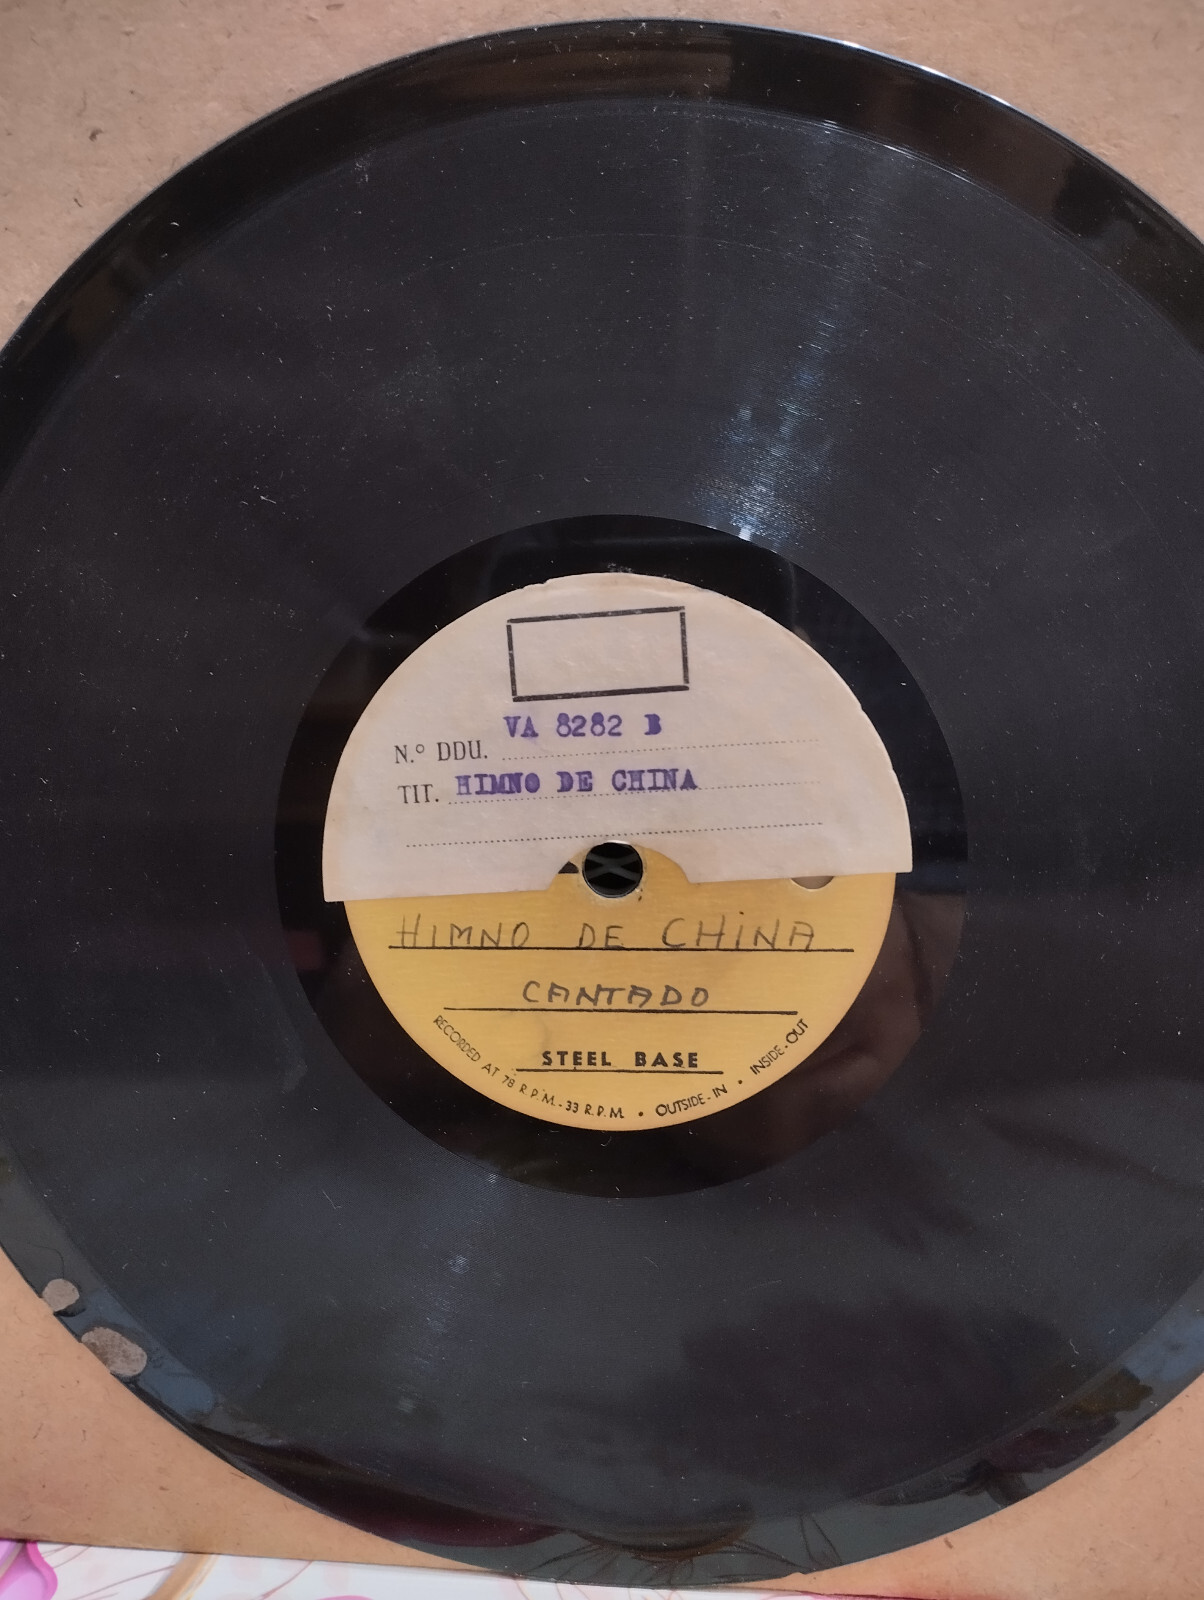 VA 8282 B
N.º DDU.
TIT. HIMNO DE CHINA
HIMNO DE CHiNA
CANTADO
STEEL BASE
RECORDED AT 78 R.P.M.-33 R.P.M. • OUTSIDE-IN • INSIDE-OUT